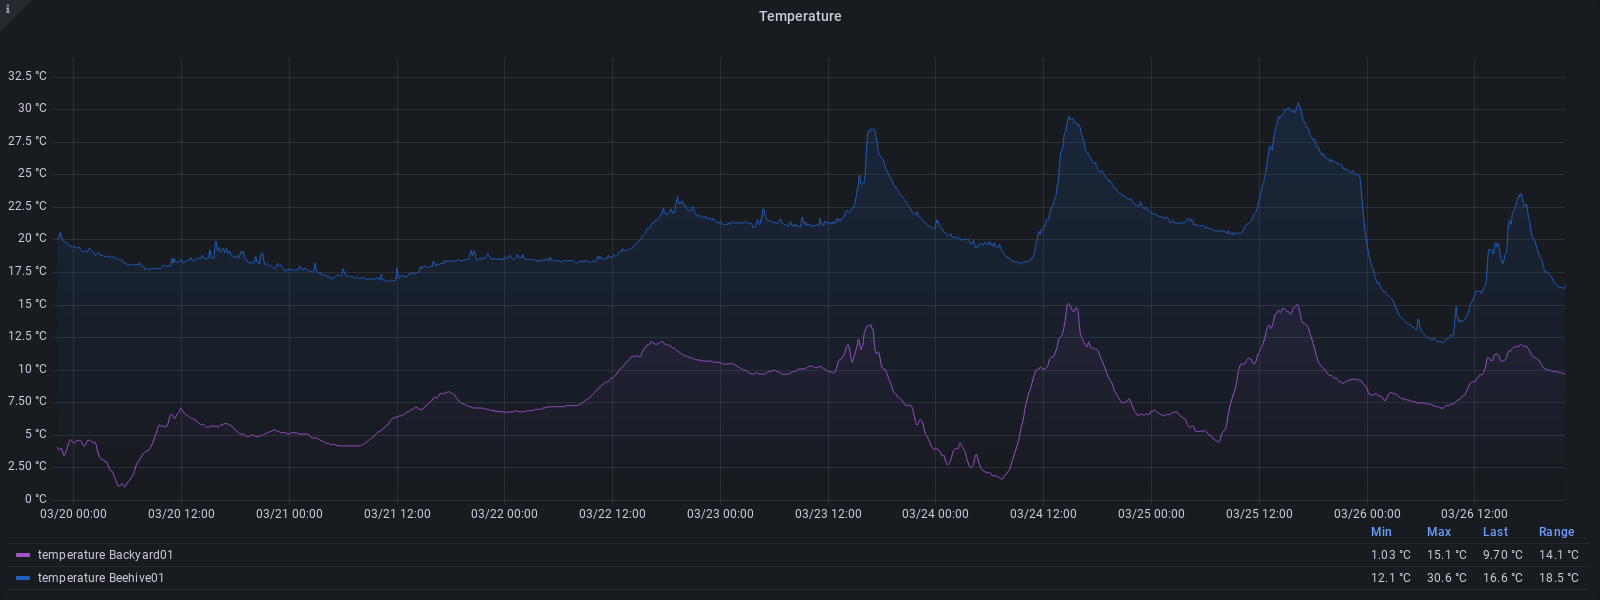 i
Temperature
32.5 °C
30 °C
27.5 °C
25 °C
22.5 °C
20 °C
17.5 °C
15 °C
12.5 °C
10 °C
7.50 °C
5 °C
2.50 °C
0 °C
03/20 00:00 03/20 12:00 03/21 00:00 03/21 12:00 03/22 00:00 03/22 12:00 03/23 00:00 03/23 12:00 03/24 00:00 03/24 12:00 03/25 00:00 03/25 12:00 03/26 00:00 03/26 12:00
Min Max Last Range
temperature Backyard01 1.03 °C 15.1 °C 9.70 °C 14.1 °C
temperature Beehive01 12.1 °C 30.6 °C 16.6 °C 18.5 °C